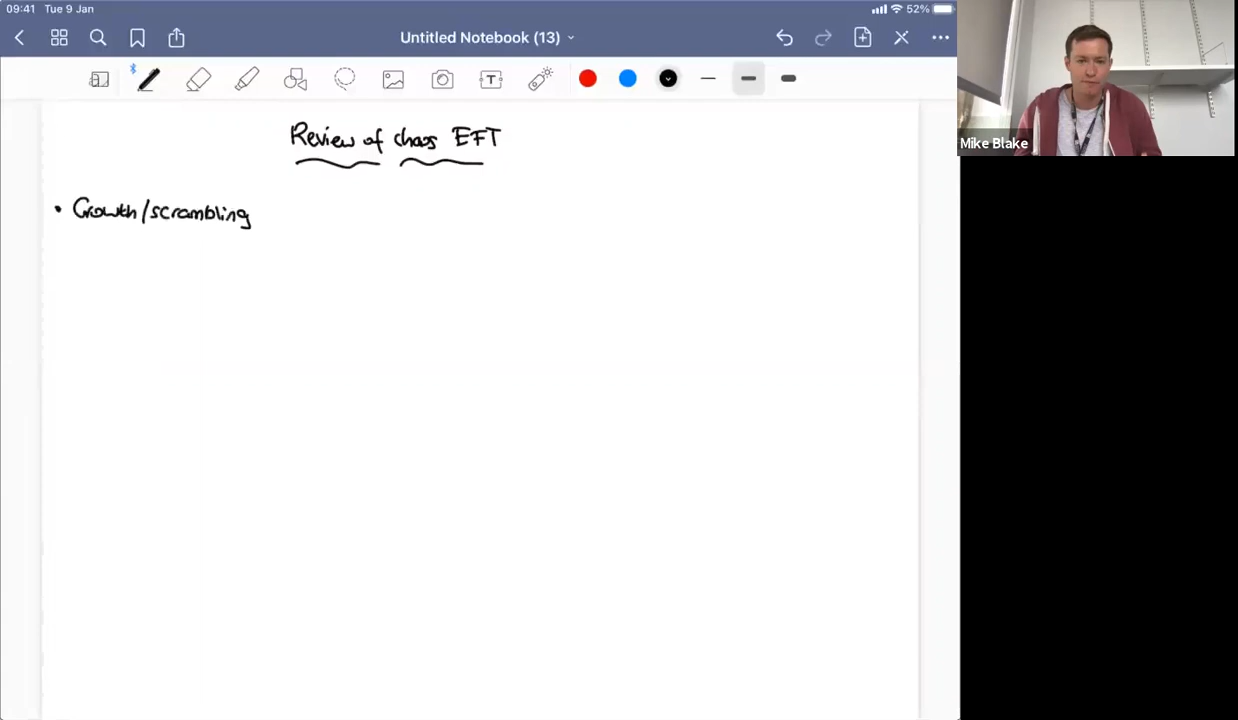 09:41 Tue 9 Jan
52%
Untitled Notebook (13)
T
Mike Blake
Review of chaos EFT
• Growth/scrambling